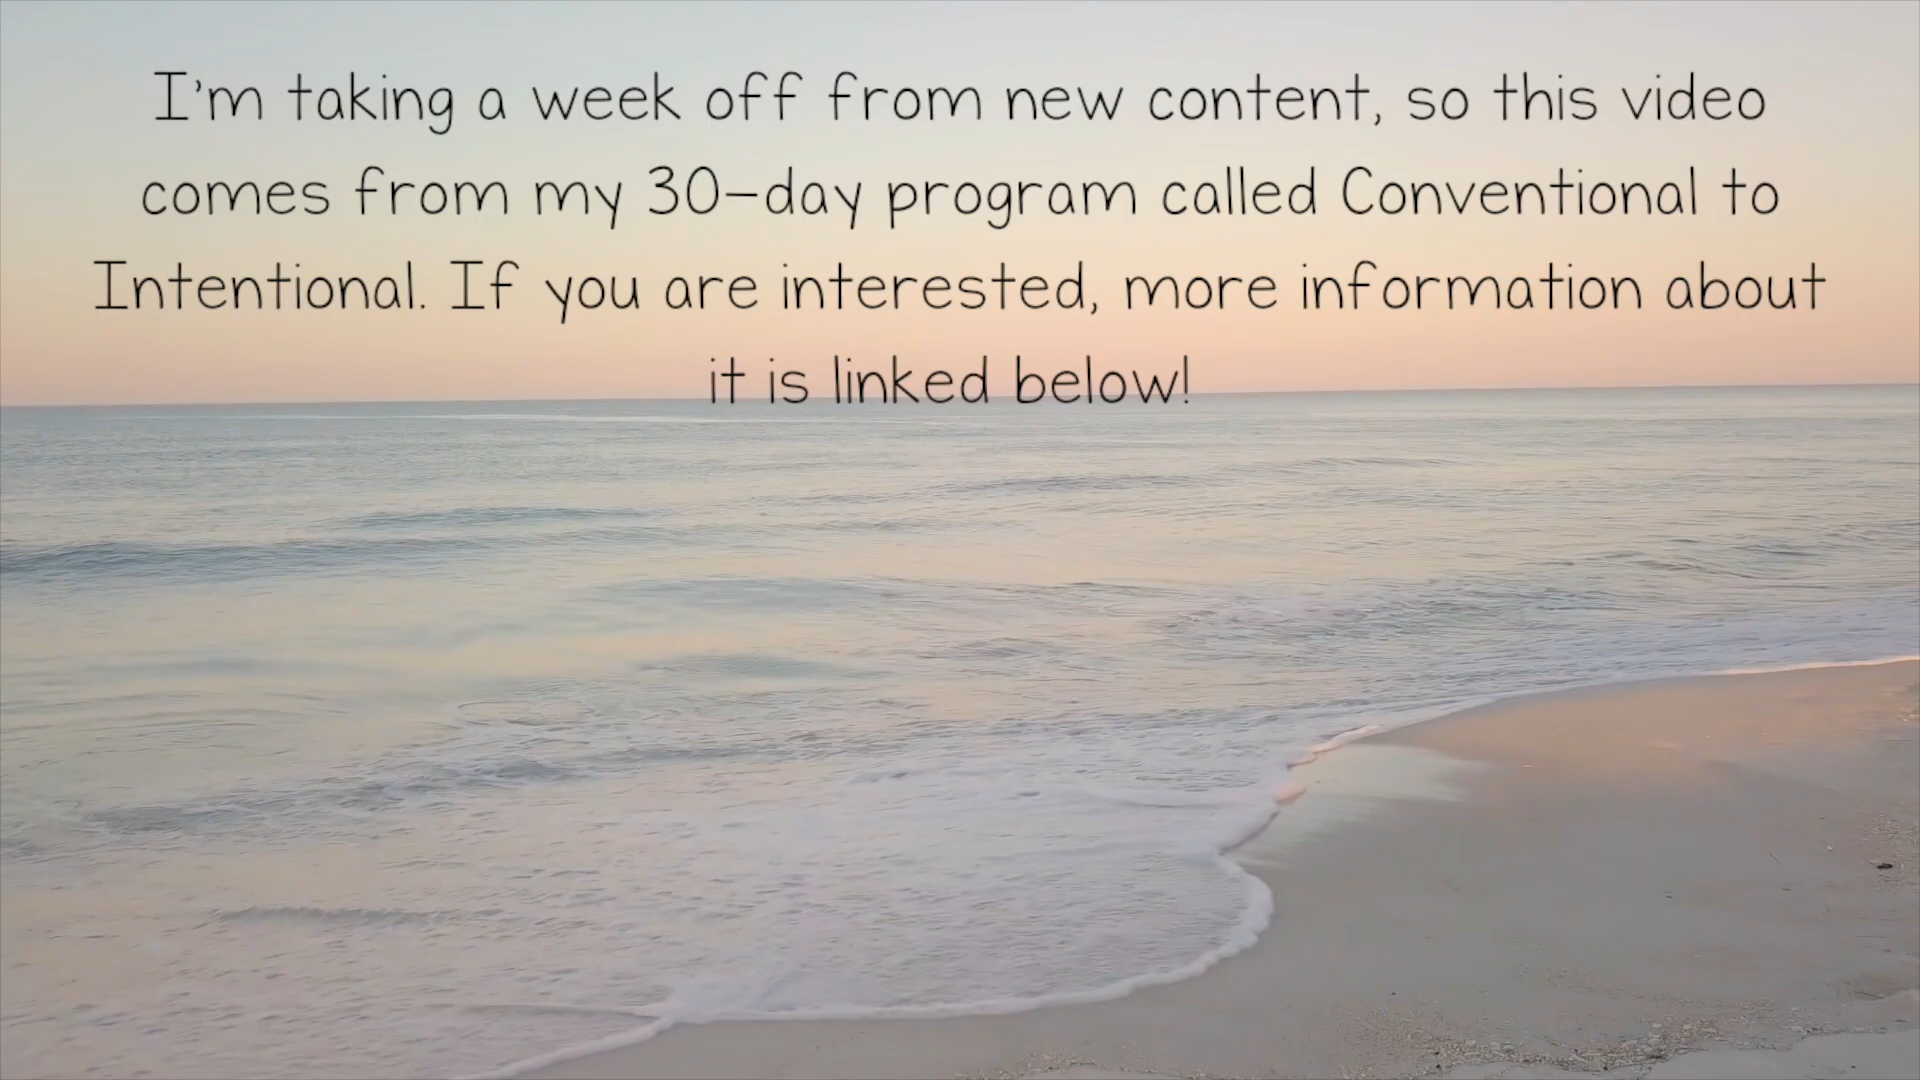 I'm taking a week off from new content, so this video
comes from my 30-day program called Conventional to
Intentional. If you are interested, more information about
it is linked below!